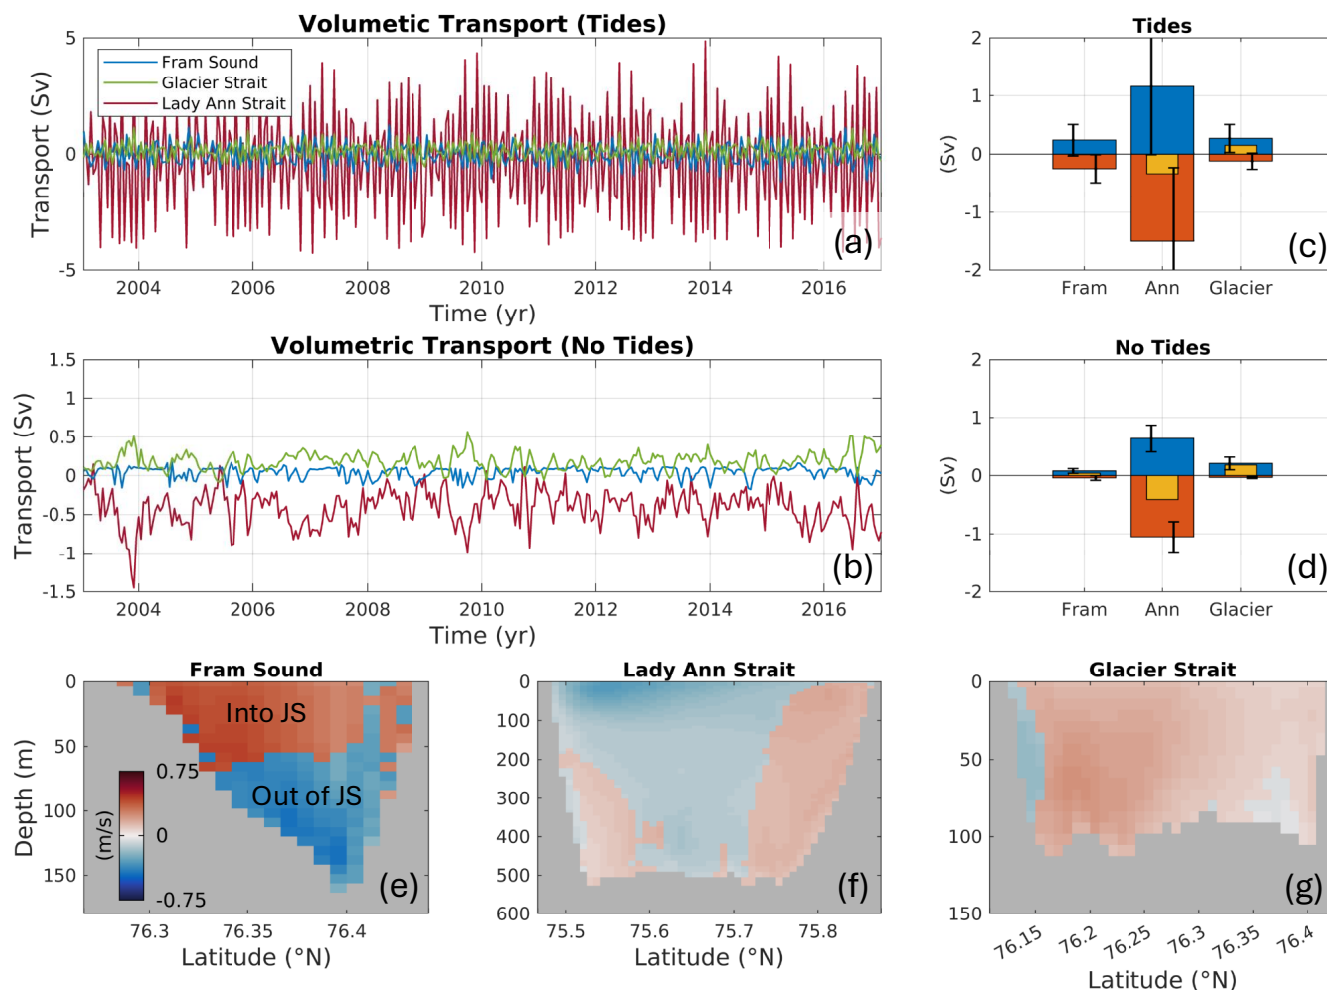 Volumetic Transport (Tides)
Transport (Sv)
5
0
-5
Fram Sound
Glacier Strait
Lady Ann Strait
(a)
2004 2006 2008 2010 2012 2014 2016
Time (yr)
Tides
(Sv)
2
1
0
-1
-2
(c)
Fram Ann Glacier
Volumetric Transport (No Tides)
Transport (Sv)
1.5
1
0.5
0
-0.5
-1
-1.5
(b)
2004 2006 2008 2010 2012 2014 2016
Time (yr)
No Tides
(Sv)
2
1
0
-1
-2
(d)
Fram Ann Glacier
Fram Sound
Depth (m)
0
50
100
150
Into JS
Out of JS
0.75
0
-0.75
(m/s)
(e)
76.3 76.35 76.4
Latitude (°N)
Lady Ann Strait
0
100
200
300
400
500
600
(f)
75.5 75.6 75.7 75.8
Latitude (°N)
Glacier Strait
0
50
100
150
(g)
76.15 76.2 76.25 76.3 76.35 76.4
Latitude (°N)